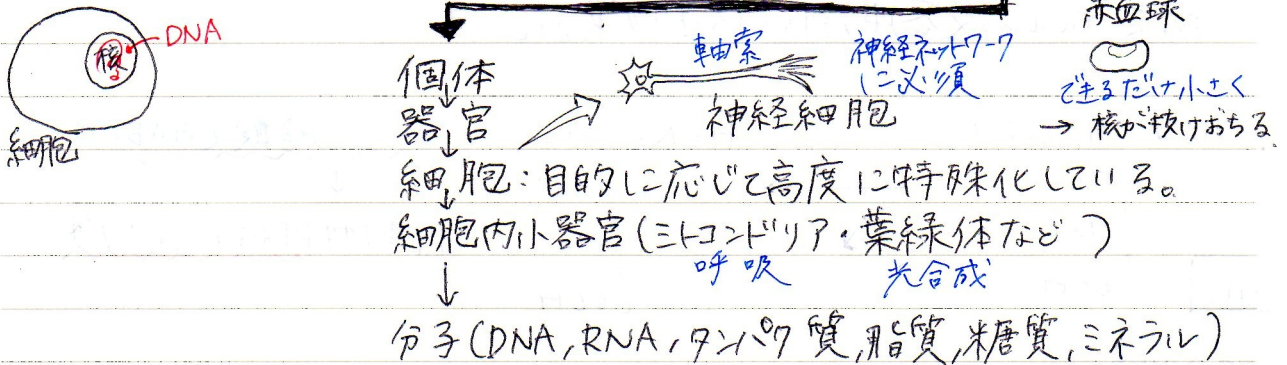 赤血球
核
DNA
細胞
個体
器官
軸索
神経細胞
神経ネットワーク
に必須
できるだけ小さく
→ 核が抜けおちる
細胞:目的に応じて高度に特殊化している。
細胞内小器官(ミトコンドリア・葉緑体など )
呼吸
光合成
分子(DNA, RNA, タンパク質, 脂質, 糖質, ミネラル)